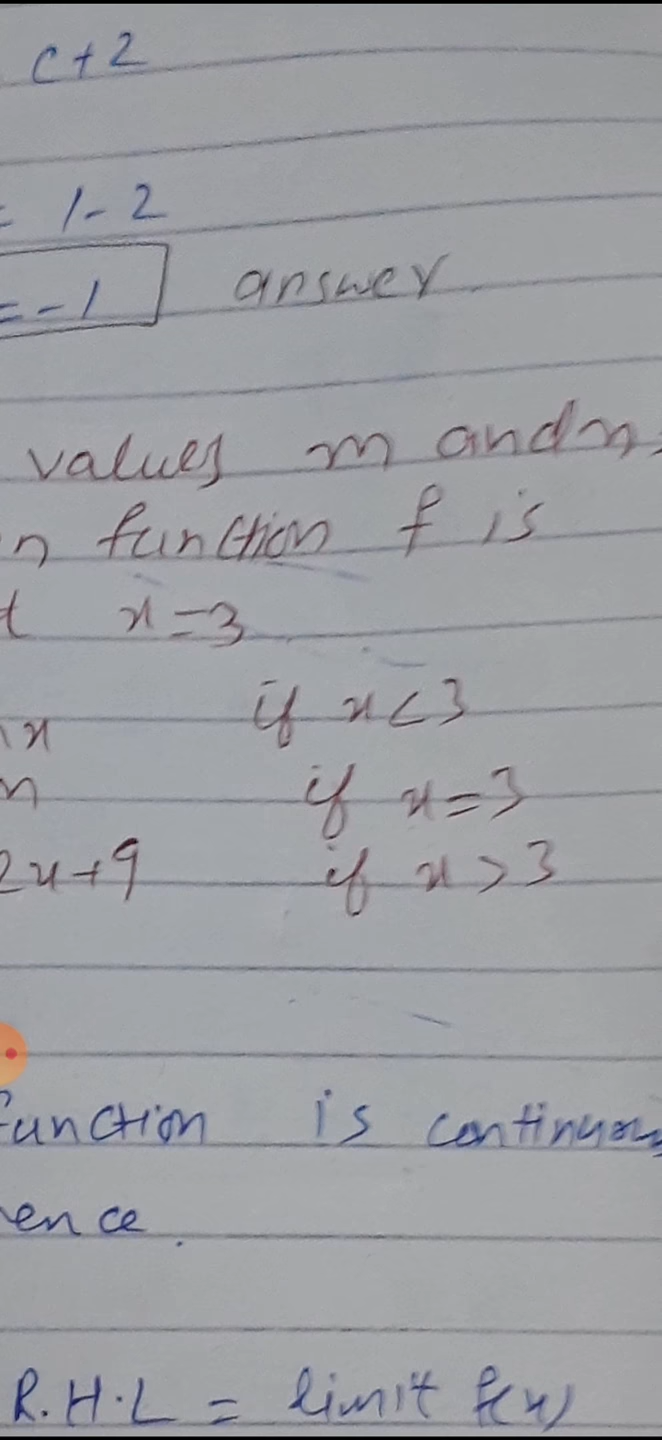 c+2
= 1-2
= -1 answer
values m and n
n function f is
t x=3
x if x<3
n if x=3
2x+9 if x>3
function is continuous
ence.
R.H.L = limit f(x)